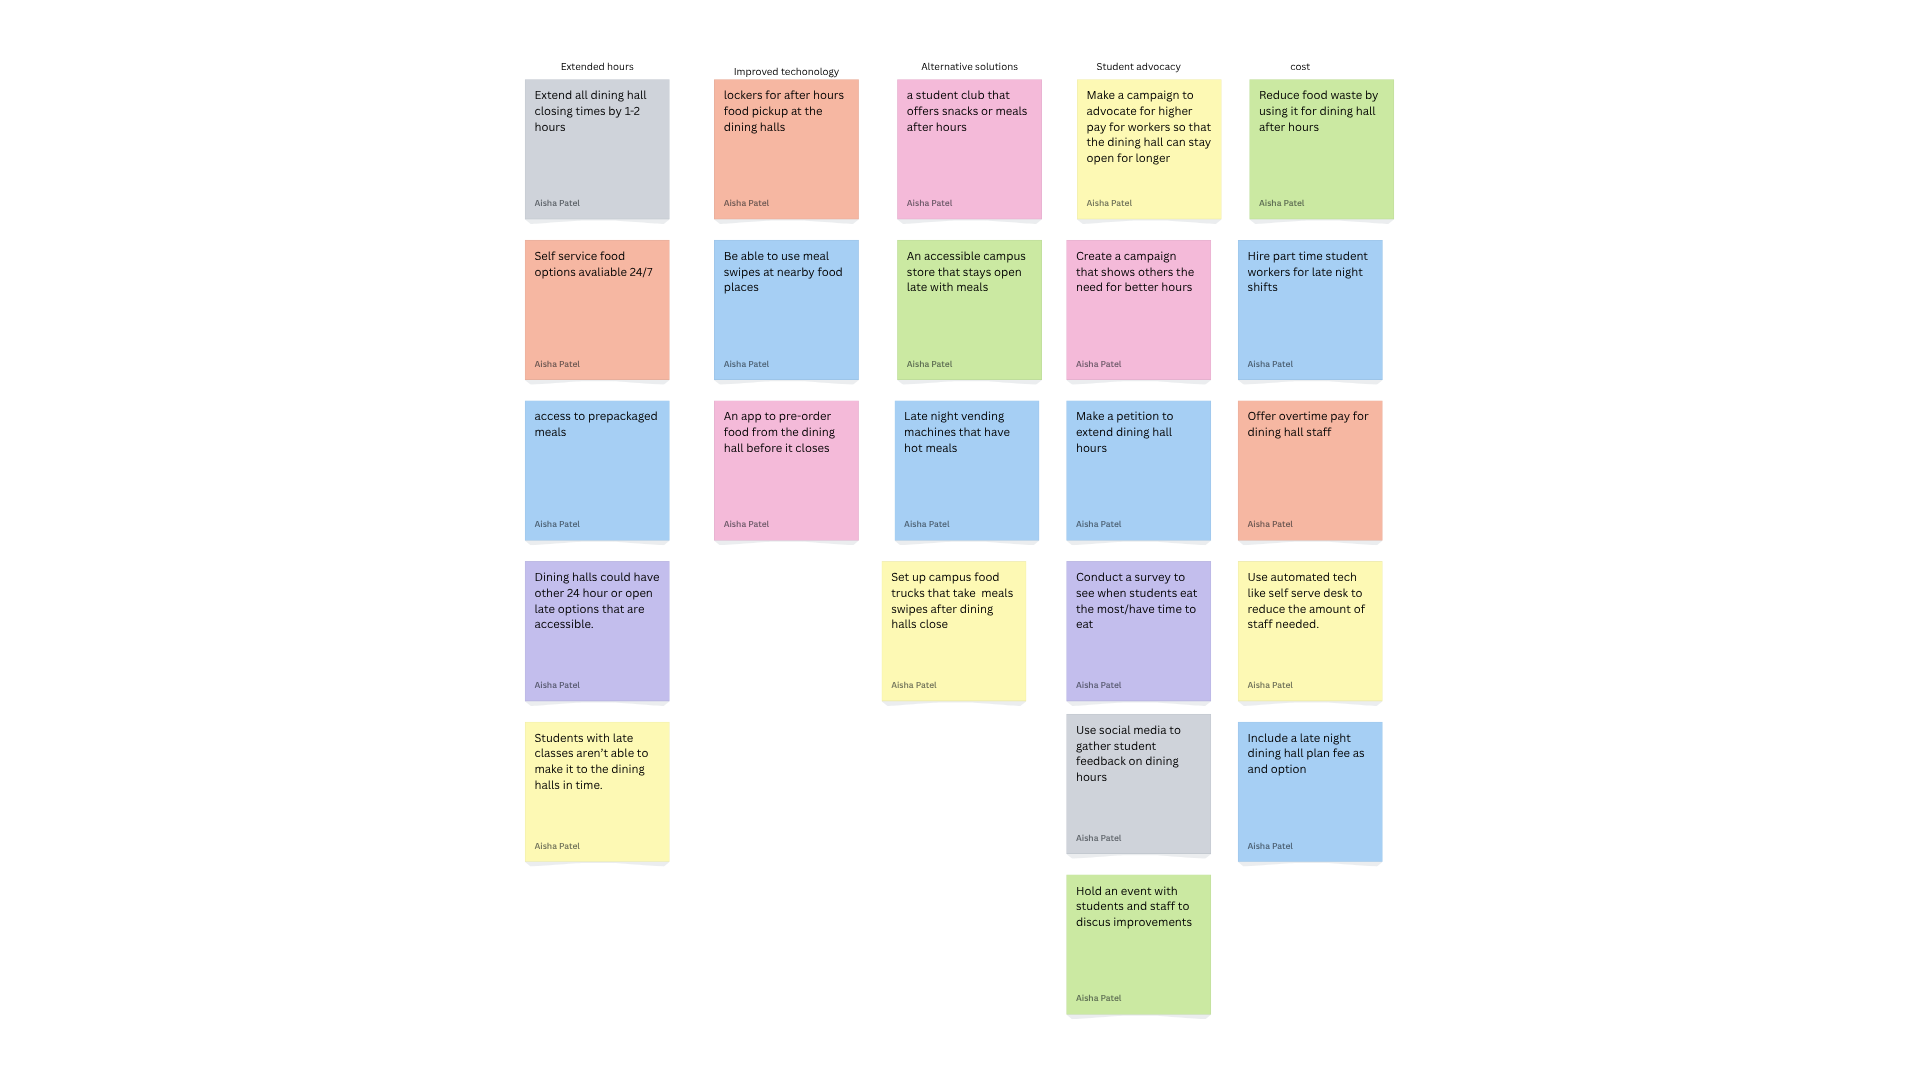 Extended hours
Extend all dining hall
closing times by 1-2
hours
Aisha Patel
Self service food
options avaliable 24/7
Aisha Patel
access to prepackaged
meals
Aisha Patel
Dining halls could have
other 24 hour or open
late options that are
accessible.
Aisha Patel
Students with late
classes aren't able to
make it to the dining
halls in time.
Aisha Patel
Improved techonology
lockers for after hours
food pickup at the
dining halls
Aisha Patel
Be able to use meal
swipes at nearby food
places
Aisha Patel
An app to pre-order
food from the dining
hall before it closes
Aisha Patel
Alternative solutions
a student club that
offers snacks or meals
after hours
Aisha Patel
An accessible campus
store that stays open
late with meals
Aisha Patel
Late night vending
machines that have
hot meals
Aisha Patel
Set up campus food
trucks that take  meals
swipes after dining
halls close
Aisha Patel
Student advocacy
Make a campaign to
advocate for higher
pay for workers so that
the dining hall can stay
open for longer
Aisha Patel
Create a campaign
that shows others the
need for better hours
Aisha Patel
Make a petition to
extend dining hall
hours
Aisha Patel
Conduct a survey to
see when students eat
the most/have time to
eat
Aisha Patel
Use social media to
gather student
feedback on dining
hours
Aisha Patel
Hold an event with
students and staff to
discus improvements
Aisha Patel
cost
Reduce food waste by
using it for dining hall
after hours
Aisha Patel
Hire part time student
workers for late night
shifts
Aisha Patel
Offer overtime pay for
dining hall staff
Aisha Patel
Use automated tech
like self serve desk to
reduce the amount of
staff needed.
Aisha Patel
Include a late night
dining hall plan fee as
and option
Aisha Patel